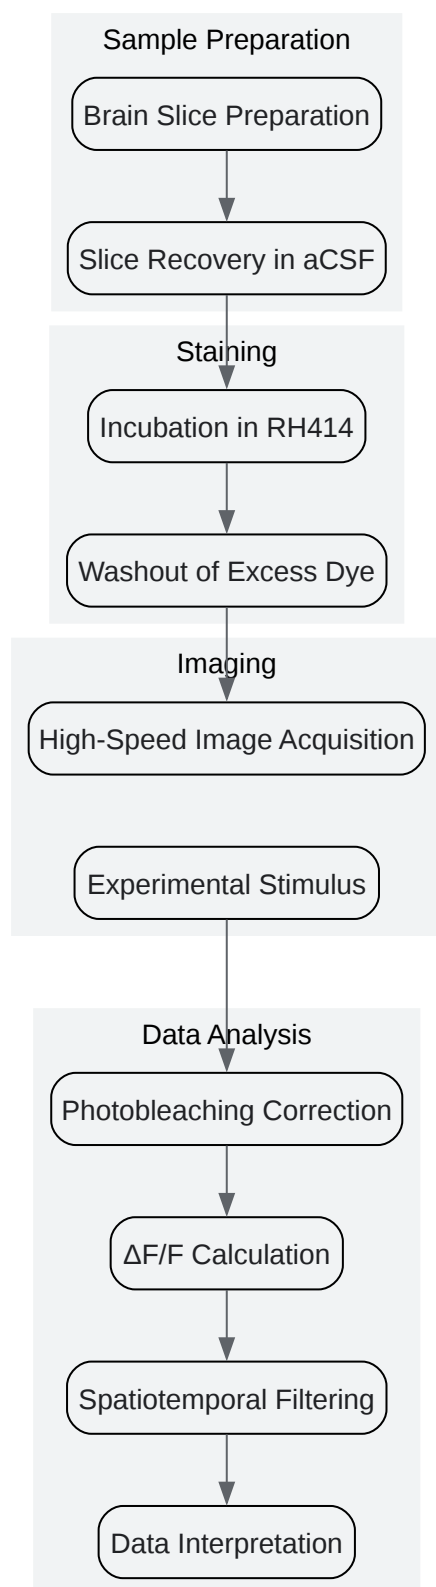 Sample Preparation
Brain Slice Preparation
Slice Recovery in aCSF
Staining
Incubation in RH414
Washout of Excess Dye
Imaging
High-Speed Image Acquisition
Experimental Stimulus
Data Analysis
Photobleaching Correction
ΔF/F Calculation
Spatiotemporal Filtering
Data Interpretation